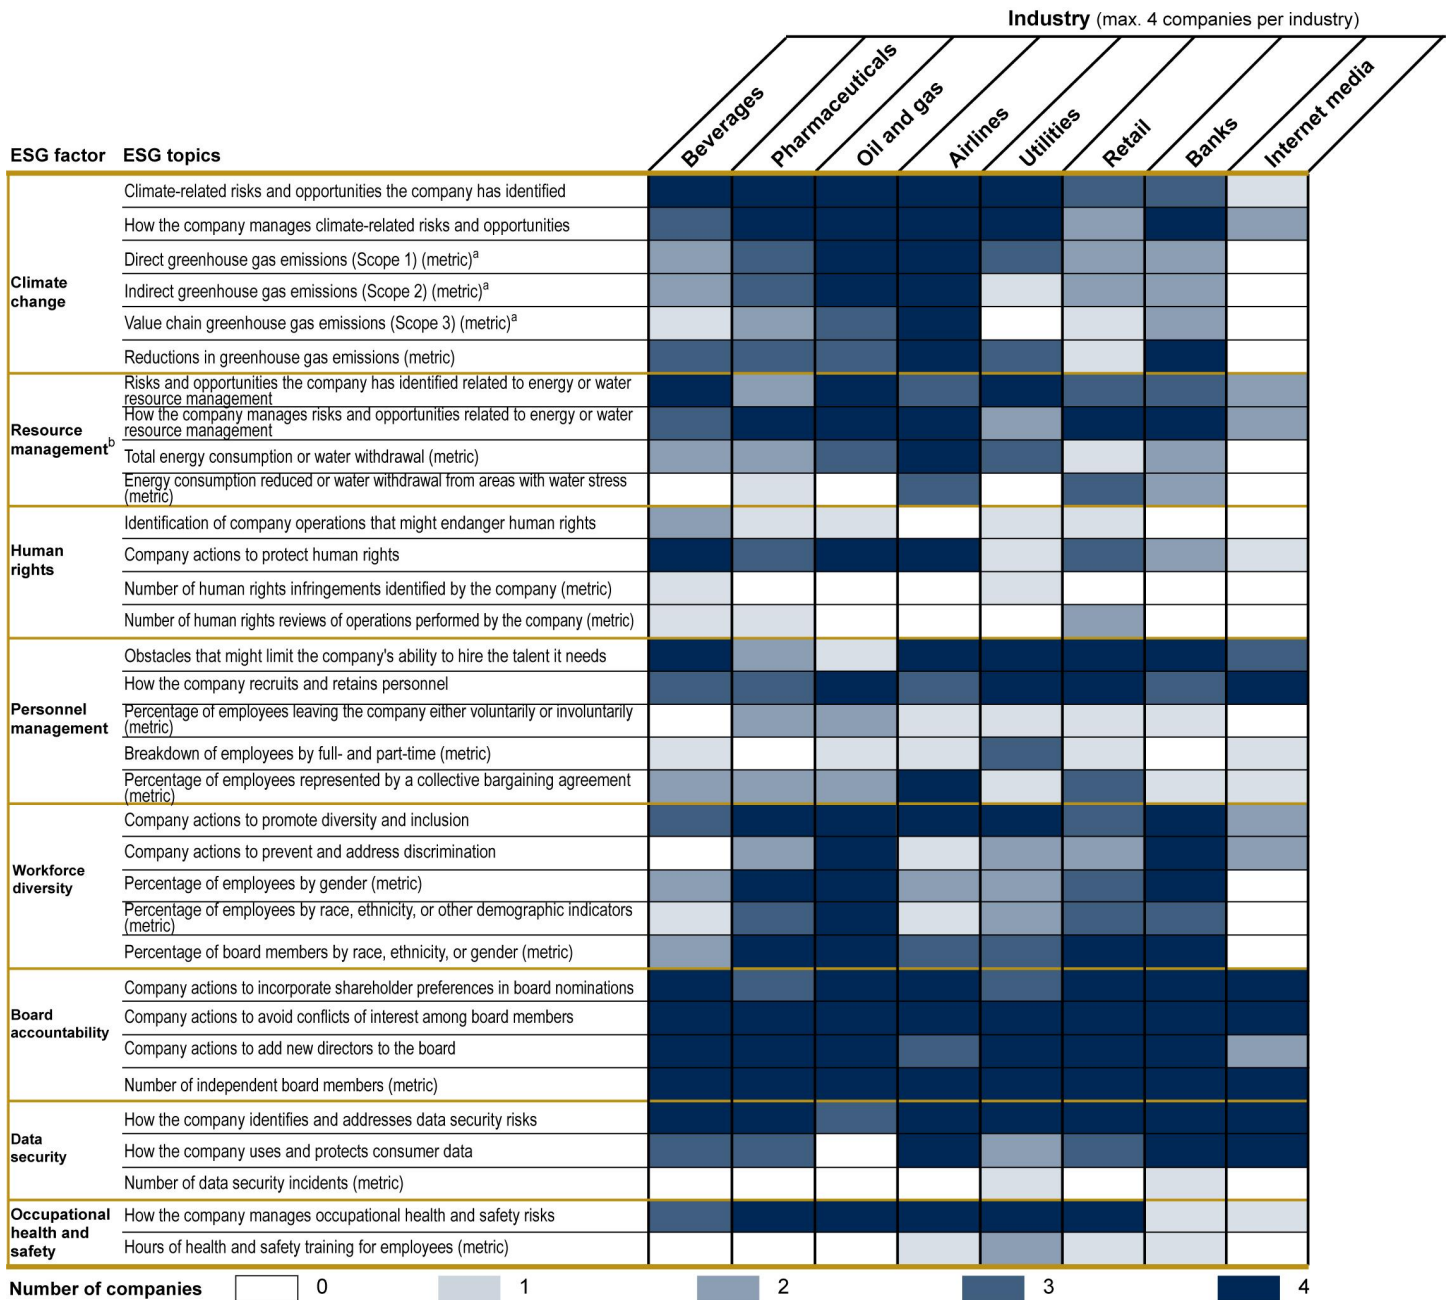 Industry (max. 4 companies per industry)
Beverages
Pharmaceuticals
Oil and gas
Airlines
Utilities
Retail
Banks
Internet media
ESG factor ESG topics
Climate
change
Climate-related risks and opportunities the company has identified
How the company manages climate-related risks and opportunities
Direct greenhouse gas emissions (Scope 1) (metric)a
Indirect greenhouse gas emissions (Scope 2) (metric)a
Value chain greenhouse gas emissions (Scope 3) (metric)a
Reductions in greenhouse gas emissions (metric)
Resource
managementb
Risks and opportunities the company has identified related to energy or water
resource management
How the company manages risks and opportunities related to energy or water
resource management
Total energy consumption or water withdrawal (metric)
Energy consumption reduced or water withdrawal from areas with water stress
(metric)
Human
rights
Identification of company operations that might endanger human rights
Company actions to protect human rights
Number of human rights infringements identified by the company (metric)
Number of human rights reviews of operations performed by the company (metric)
Personnel
management
Obstacles that might limit the company's ability to hire the talent it needs
How the company recruits and retains personnel
Percentage of employees leaving the company either voluntarily or involuntarily
(metric)
Breakdown of employees by full- and part-time (metric)
Percentage of employees represented by a collective bargaining agreement
(metric)
Workforce
diversity
Company actions to promote diversity and inclusion
Company actions to prevent and address discrimination
Percentage of employees by gender (metric)
Percentage of employees by race, ethnicity, or other demographic indicators
(metric)
Percentage of board members by race, ethnicity, or gender (metric)
Board
accountability
Company actions to incorporate shareholder preferences in board nominations
Company actions to avoid conflicts of interest among board members
Company actions to add new directors to the board
Number of independent board members (metric)
Data
security
How the company identifies and addresses data security risks
How the company uses and protects consumer data
Number of data security incidents (metric)
Occupational
health and
safety
How the company manages occupational health and safety risks
Hours of health and safety training for employees (metric)
Number of companies 0 1 2 3 4